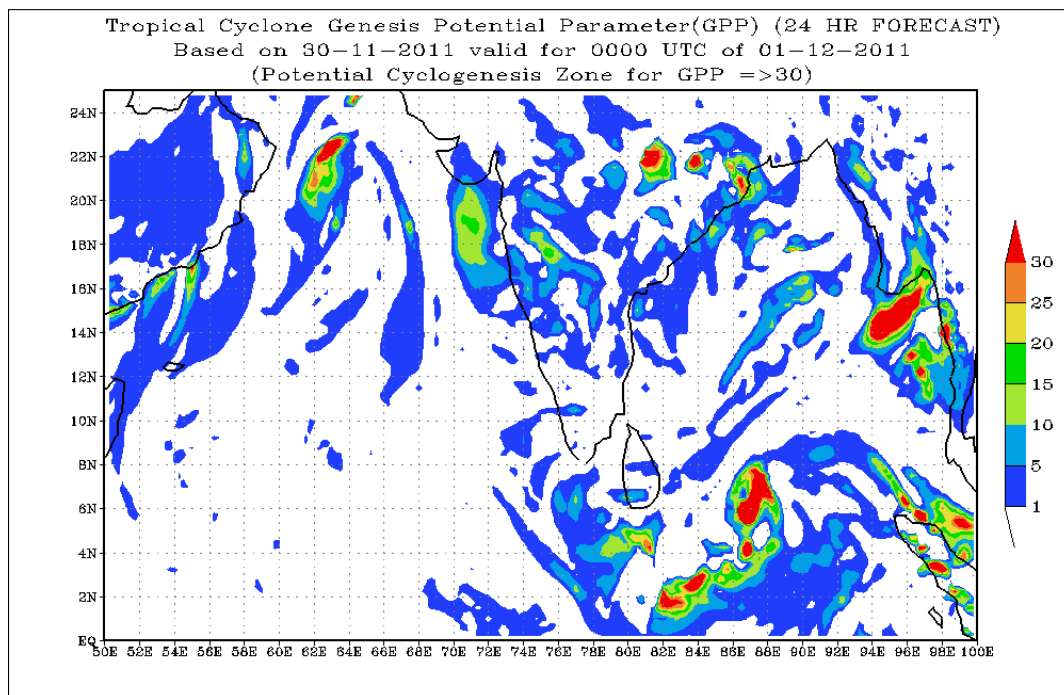 Tropical Cyclone Genesis Potential Parameter(GPP) (24 HR FORECAST)
Based on 30-11-2011 valid for 0000 UTC of 01-12-2011
(Potential Cyclogenesis Zone for GPP =>30)
24N
22N
20N
18N
16N
14N
12N
10N
8N
6N
4N
2N
EQ
50E 52E 54E 56E 58E 60E 62E 64E 66E 68E 70E 72E 74E 76E 78E 80E 82E 84E 86E 88E 90E 92E 94E 96E 98E 100E
30
25
20
15
10
5
1